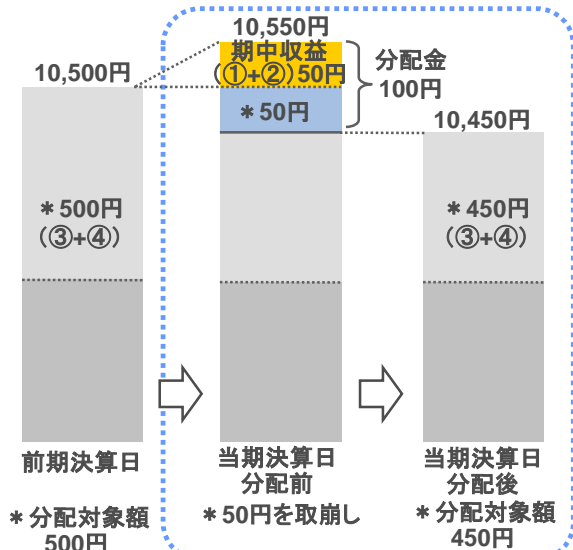 10,550円
期中収益
(①+②)50円
分配金
100円
10,500円
＊50円
10,450円
＊500円
(③+④)
＊450円
(③+④)
前期決算日
当期決算日
分配前
当期決算日
分配後
＊分配対象額
500円
＊50円を取崩し
＊分配対象額
450円